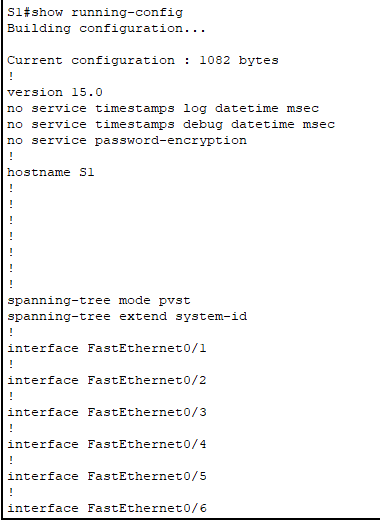 S1#show running-config
Building configuration...
Current configuration : 1082 bytes
!
version 15.0
no service timestamps log datetime msec
no service timestamps debug datetime msec
no service password-encryption
!
hostname S1
!
!
!
!
!
!
!
spanning-tree mode pvst
spanning-tree extend system-id
!
interface FastEthernet0/1
!
interface FastEthernet0/2
!
interface FastEthernet0/3
!
interface FastEthernet0/4
!
interface FastEthernet0/5
!
interface FastEthernet0/6